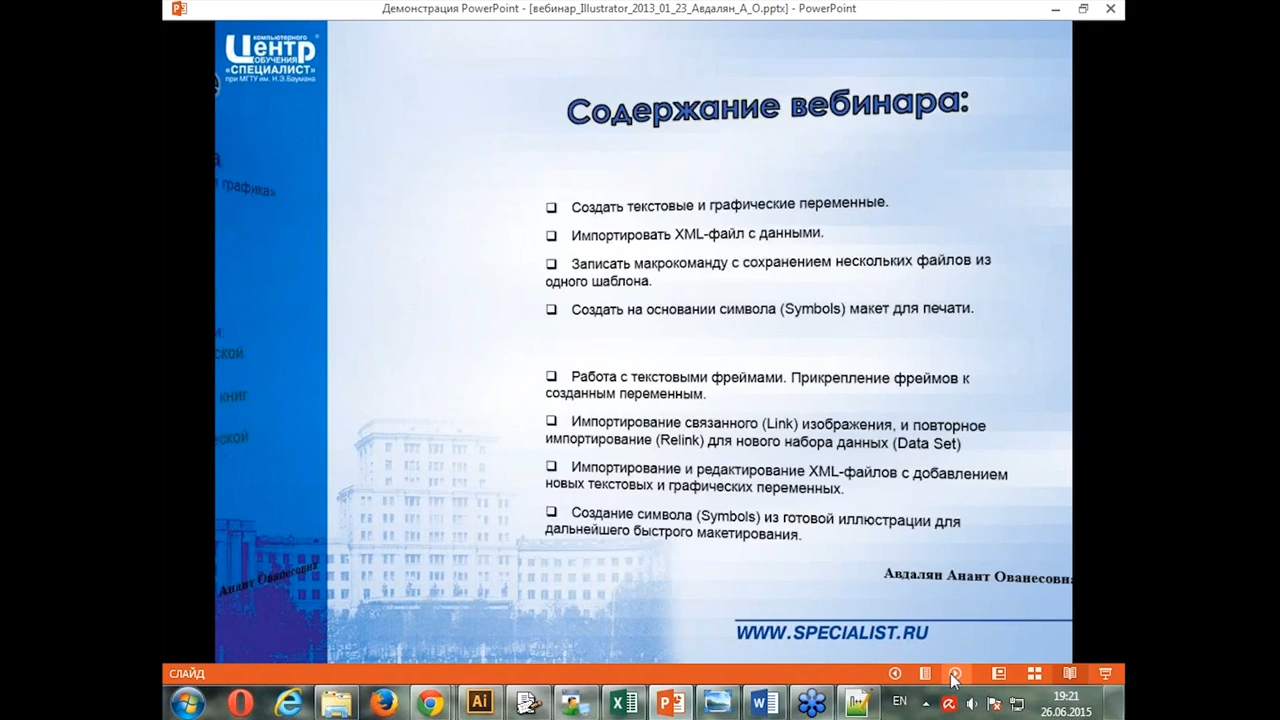 Демонстрация PowerPoint - [вебинар_Illustrator_2013_01_23_Авдалян_А_О.pptx] - PowerPoint
компьютерного
Центр
ОБУЧЕНИЯ
«СПЕЦИАЛИСТ»
при МГТУ им. Н.Э.Баумана
Содержание вебинара:
а
и графика»
Создать текстовые и графические переменные.
Импортировать XML-файл с данными.
Записать макрокоманду с сохранением нескольких файлов из
одного шаблона.
Создать на основании символа (Symbols) макет для печати.
м
ской
книг
еской
Работа с текстовыми фреймами. Прикрепление фреймов к
созданным переменным.
Импортирование связанного (Link) изображения, и повторное
импортирование (Relink) для нового набора данных (Data Set)
Импортирование и редактирование XML-файлов с добавлением
новых текстовых и графических переменных.
Создание символа (Symbols) из готовой иллюстрации для
дальнейшего быстрого макетирования.
Анаит Ованесовна
Авдалян Анаит Ованесовна
WWW.SPECIALIST.RU
СЛАЙД
EN
19:21
26.06.2015